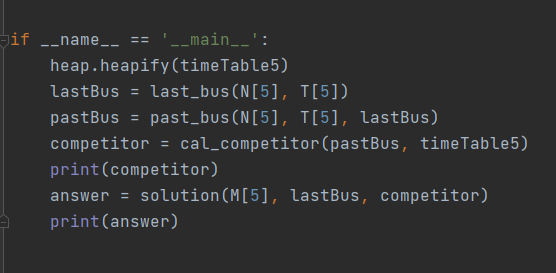 if __name__ == '__main__':
    heap.heapify(timeTable5)
    lastBus = last_bus(N[5], T[5])
    pastBus = past_bus(N[5], T[5], lastBus)
    competitor = cal_competitor(pastBus, timeTable5)
    print(competitor)
    answer = solution(M[5], lastBus, competitor)
    print(answer)